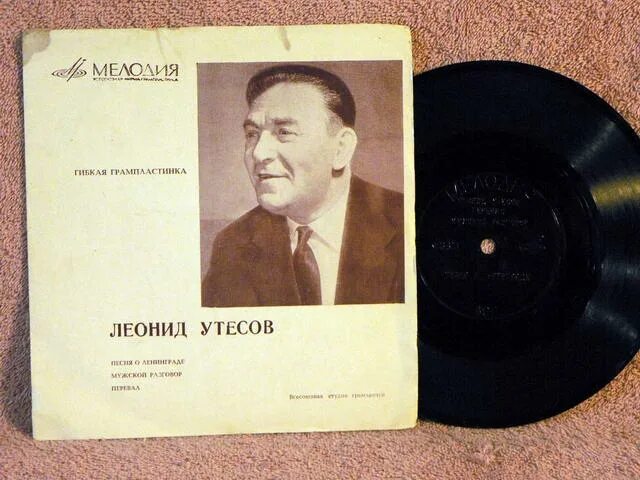 МЕЛОДИЯ
ГИБКАЯ ГРАМПЛАСТИНКА
ЛЕОНИД УТЕСОВ
ПЕСНЯ О ЛЕНИНГРАДЕ
МУЖСКОЙ РАЗГОВОР
ПЕРЕВАЛ
Всесоюзная студия грамзаписи
МЕЛОДИЯ